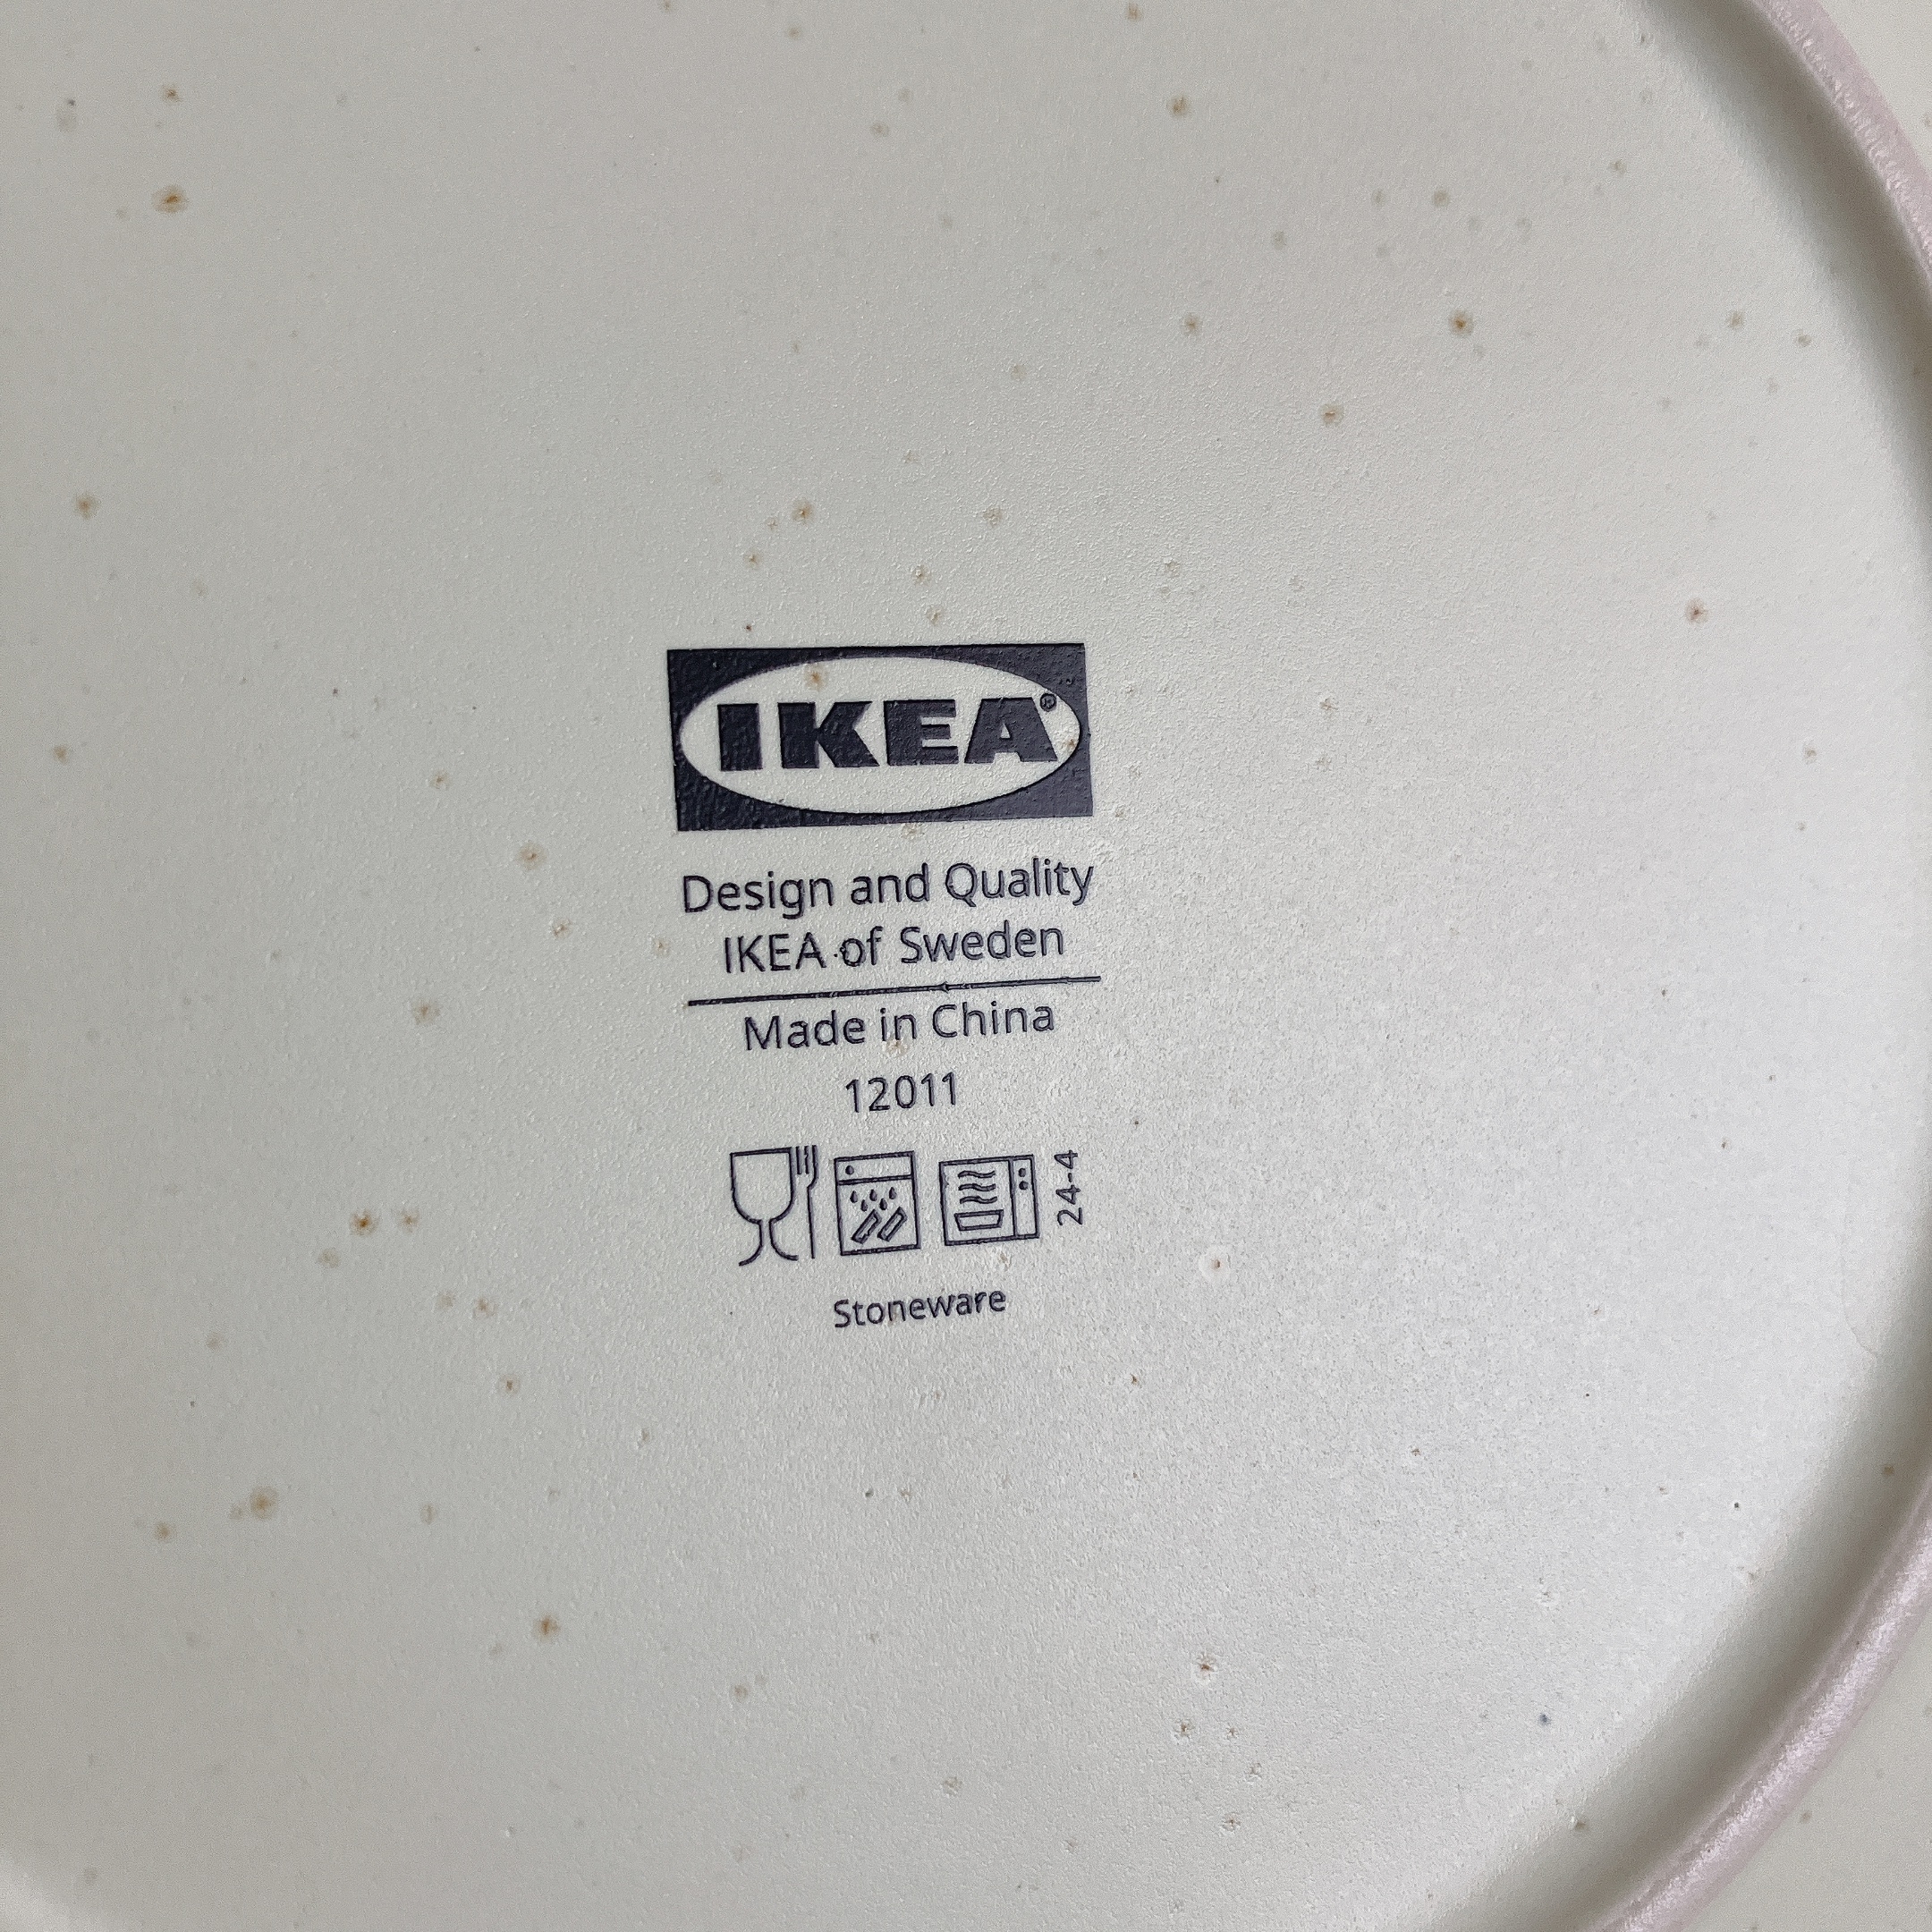 IKEA®
Design and Quality
IKEA of Sweden
Made in China
12011
24-4
Stoneware